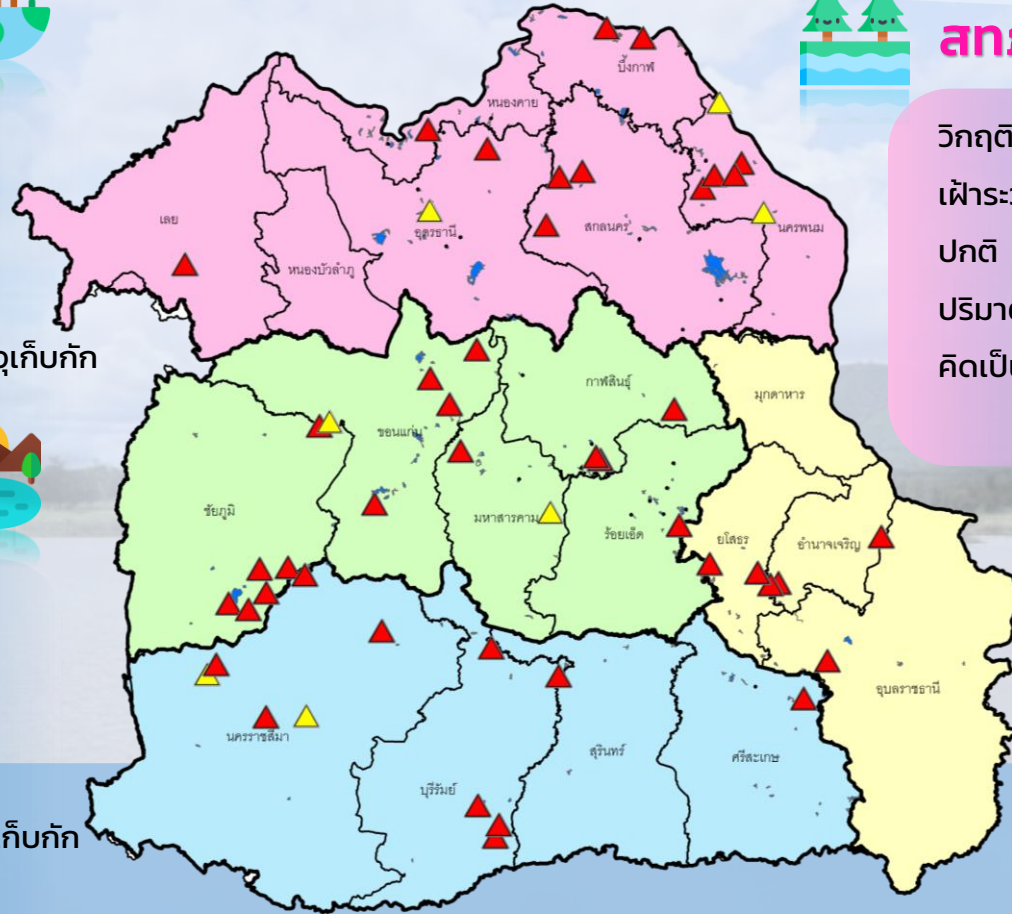 สทภ
วิกฤติ
เฝ้าระว
ปกติ
ปริมาต
คิดเป็น
ุเก็บกัก
ก็บกัก
บึงกาฬ
หนองคาย
เลย
อุดรธานี
สกลนคร
นครพนม
หนองบัวลำภู
กาฬสินธุ์
มุกดาหาร
ขอนแก่น
ชัยภูมิ
มหาสารคาม
ร้อยเอ็ด
ยโสธร
อำนาจเจริญ
อุบลราชธานี
นครราชสีมา
สุรินทร์
ศรีสะเกษ
บุรีรัมย์